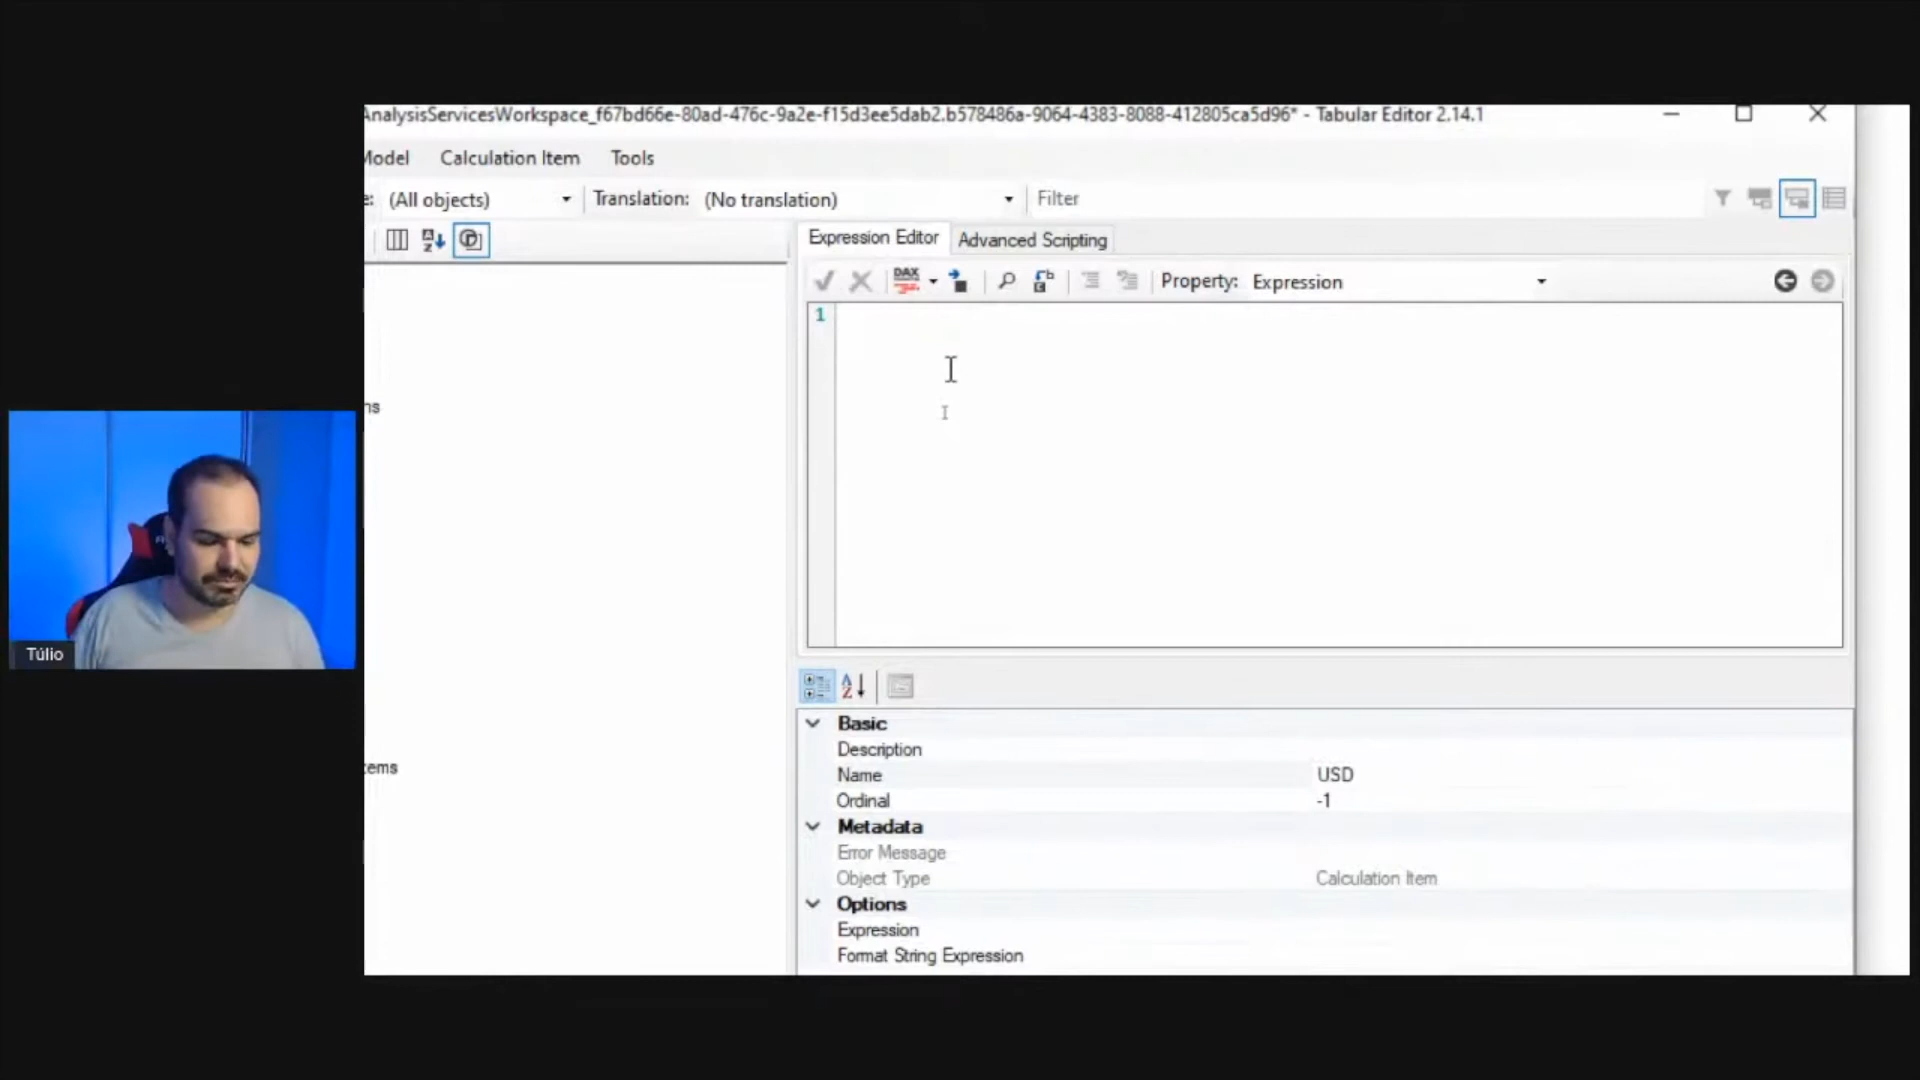 AnalysisServicesWorkspace_f67bd66e-80ad-476c-9a2e-f15d3ee5dab2.b578486a-9064-4383-8088-412805ca5d96* - Tabular Editor 2.14.1
Model Calculation Item Tools
e: (All objects) Translation: (No translation) Filter
Expression Editor Advanced Scripting
DAX Property: Expression
1
ns
Túlio
Basic
Description
Name USD
tems
Ordinal -1
Metadata
Error Message
Object Type Calculation Item
Options
Expression
Format String Expression